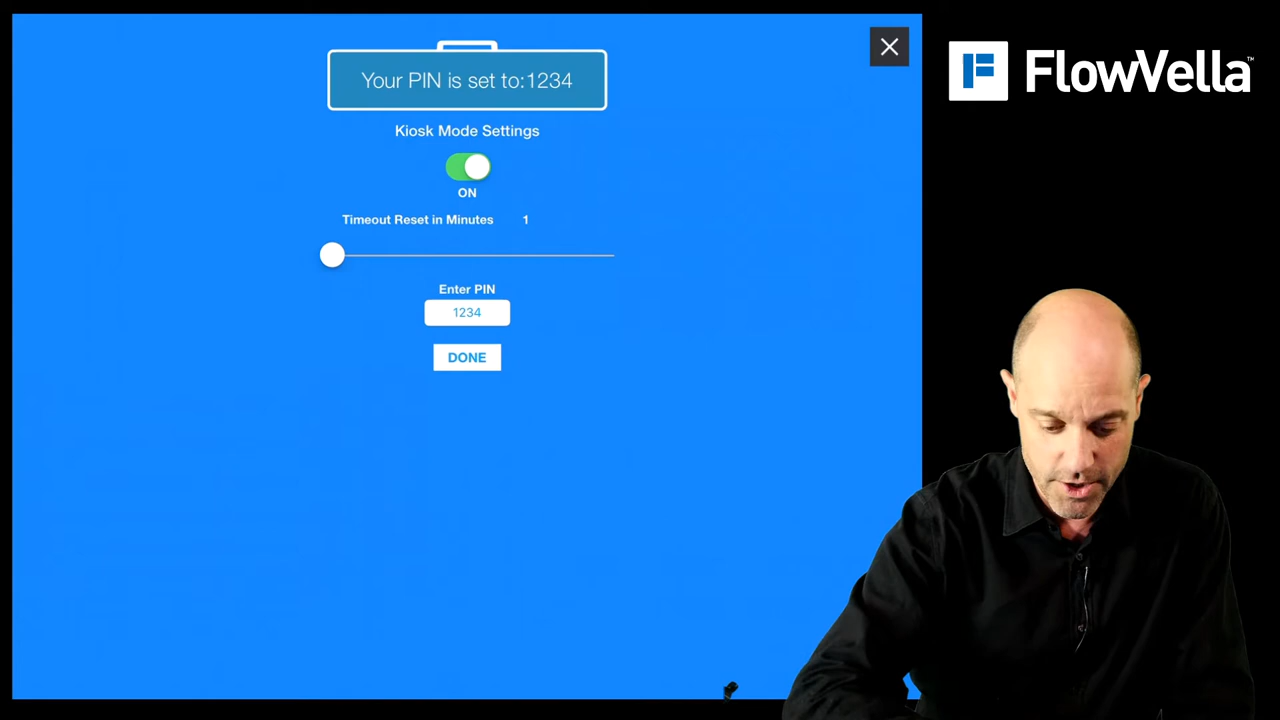 Your PIN is set to:1234
Kiosk Mode Settings
ON
Timeout Reset in Minutes 1
Enter PIN
1234
DONE
FlowVella™